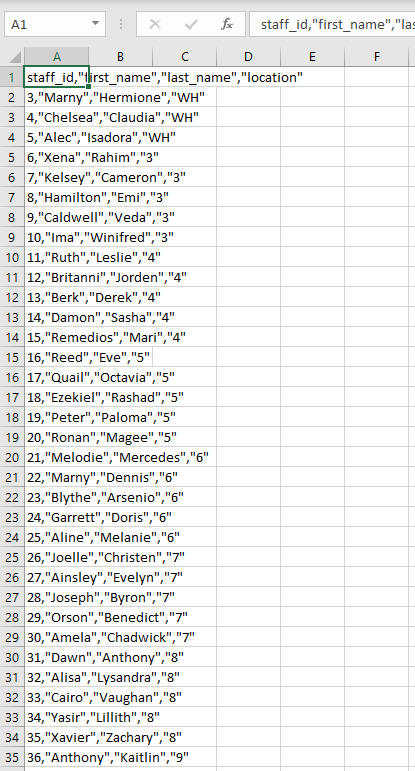 A1 fx staff_id,"first_name","las
A B C D E F
1 staff_id,"first_name","last_name","location"
2 3,"Marny","Hermione","WH"
3 4,"Chelsea","Claudia","WH"
4 5,"Alec","Isadora","WH"
5 6,"Xena","Rahim","3"
6 7,"Kelsey","Cameron","3"
7 8,"Hamilton","Emi","3"
8 9,"Caldwell","Veda","3"
9 10,"Ima","Winifred","3"
10 11,"Ruth","Leslie","4"
11 12,"Britanni","Jorden","4"
12 13,"Berk","Derek","4"
13 14,"Damon","Sasha","4"
14 15,"Remedios","Mari","4"
15 16,"Reed","Eve","5"
16 17,"Quail","Octavia","5"
17 18,"Ezekiel","Rashad","5"
18 19,"Peter","Paloma","5"
19 20,"Ronan","Magee","5"
20 21,"Melodie","Mercedes","6"
21 22,"Marny","Dennis","6"
22 23,"Blythe","Arsenio","6"
23 24,"Garrett","Doris","6"
24 25,"Aline","Melanie","6"
25 26,"Joelle","Christen","7"
26 27,"Ainsley","Evelyn","7"
27 28,"Joseph","Byron","7"
28 29,"Orson","Benedict","7"
29 30,"Amela","Chadwick","7"
30 31,"Dawn","Anthony","8"
31 32,"Alisa","Lysandra","8"
32 33,"Cairo","Vaughan","8"
33 34,"Yasir","Lillith","8"
34 35,"Xavier","Zachary","8"
35 36,"Anthony","Kaitlin","9"